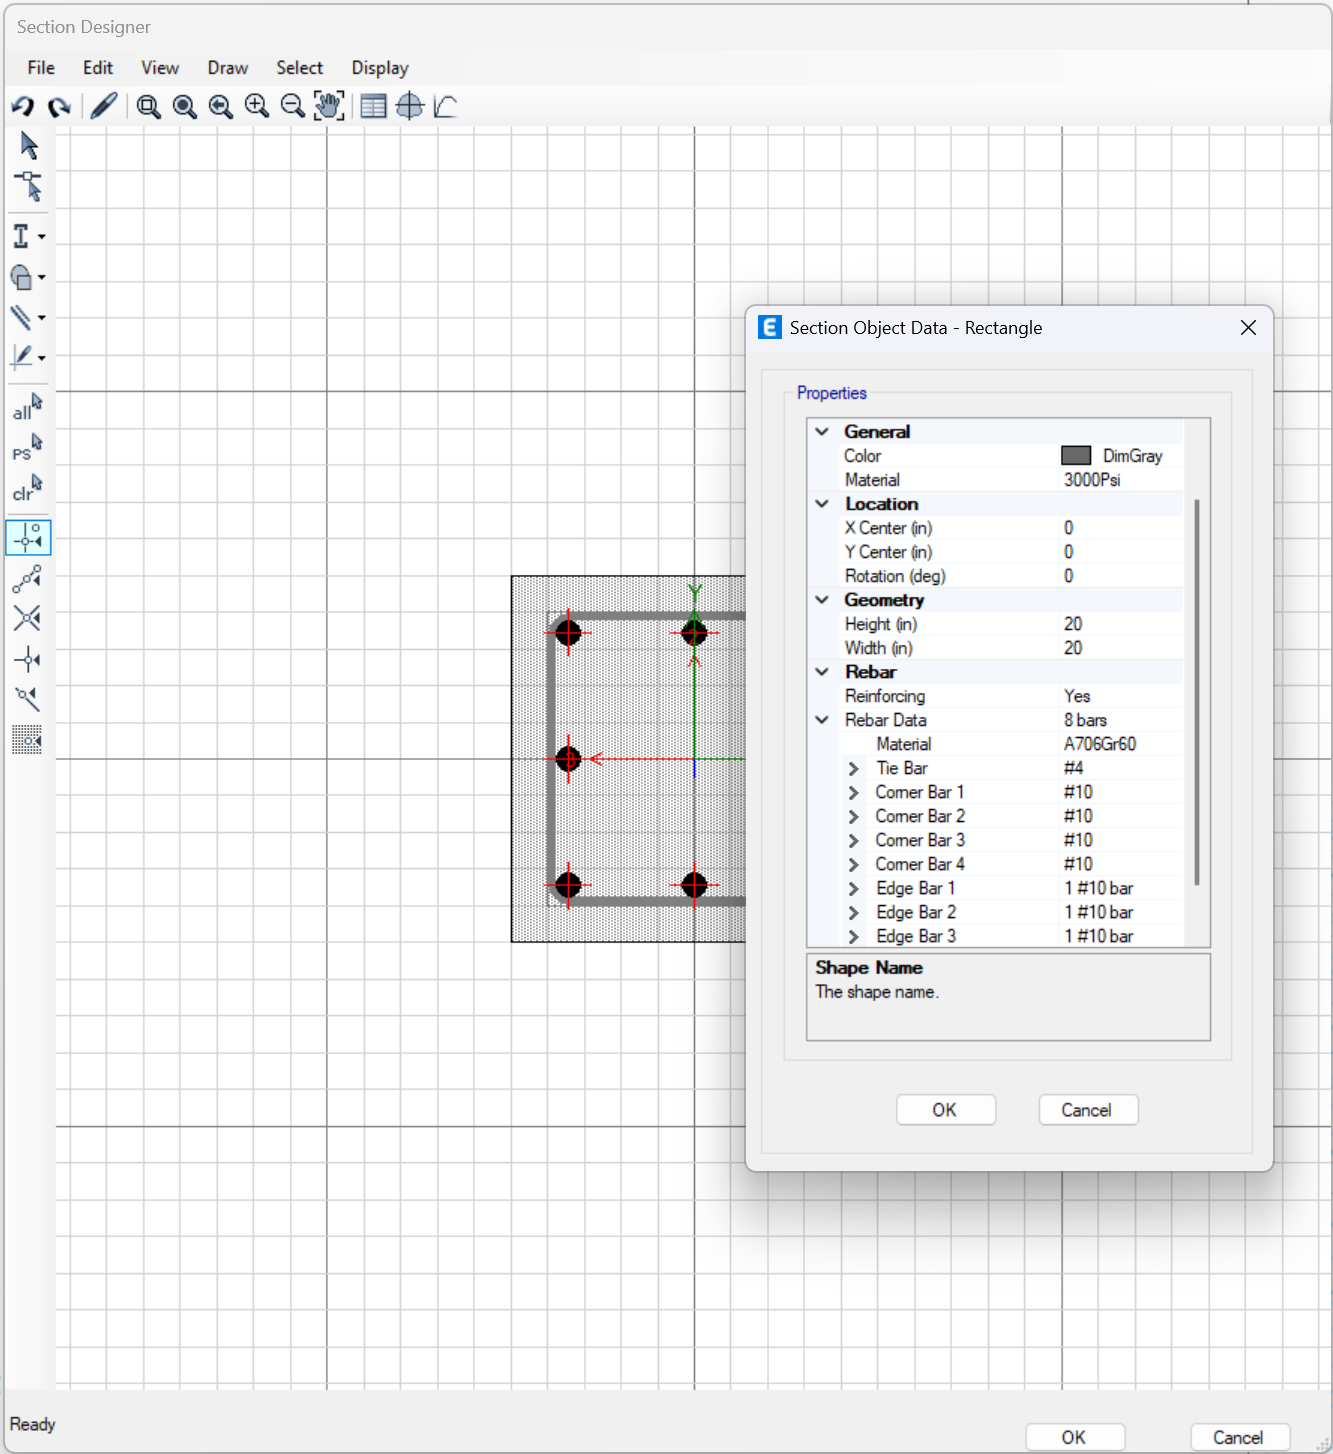 Section Designer
File Edit View Draw Select Display
all
PS
clr
Y
E Section Object Data - Rectangle
Properties
General
Color DimGray
Material 3000Psi
Location
X Center (in) 0
Y Center (in) 0
Rotation (deg) 0
Geometry
Height (in) 20
Width (in) 20
Rebar
Reinforcing Yes
Rebar Data 8 bars
Material A706Gr60
Tie Bar #4
Corner Bar 1 #10
Corner Bar 2 #10
Corner Bar 3 #10
Corner Bar 4 #10
Edge Bar 1 1 #10 bar
Edge Bar 2 1 #10 bar
Edge Bar 3 1 #10 bar
Shape Name
The shape name.
OK Cancel
Ready
OK Cancel